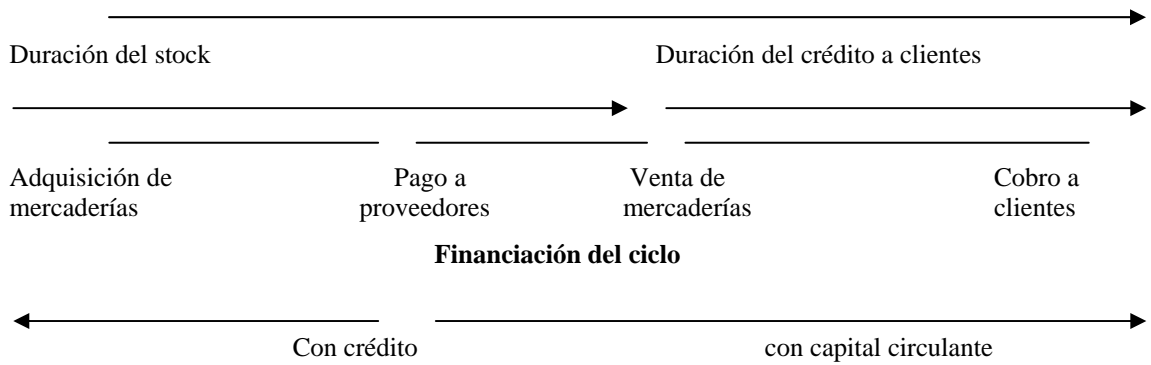 Duración del stock Duración del crédito a clientes
Adquisición de Pago a Venta de Cobro a
mercaderías proveedores mercaderías clientes
Financiación del ciclo
Con crédito con capital circulante